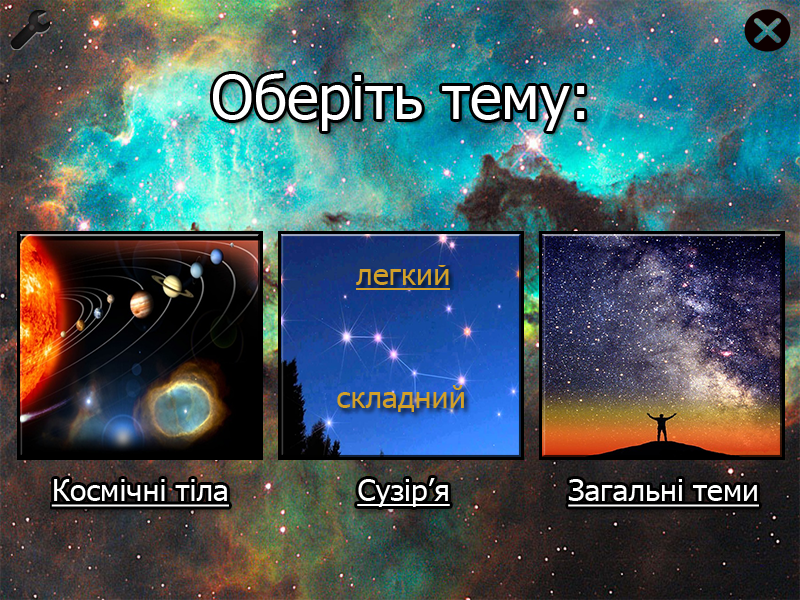 Оберіть тему:
легкий
складний
Космічні тіла
Сузір’я
Загальні теми